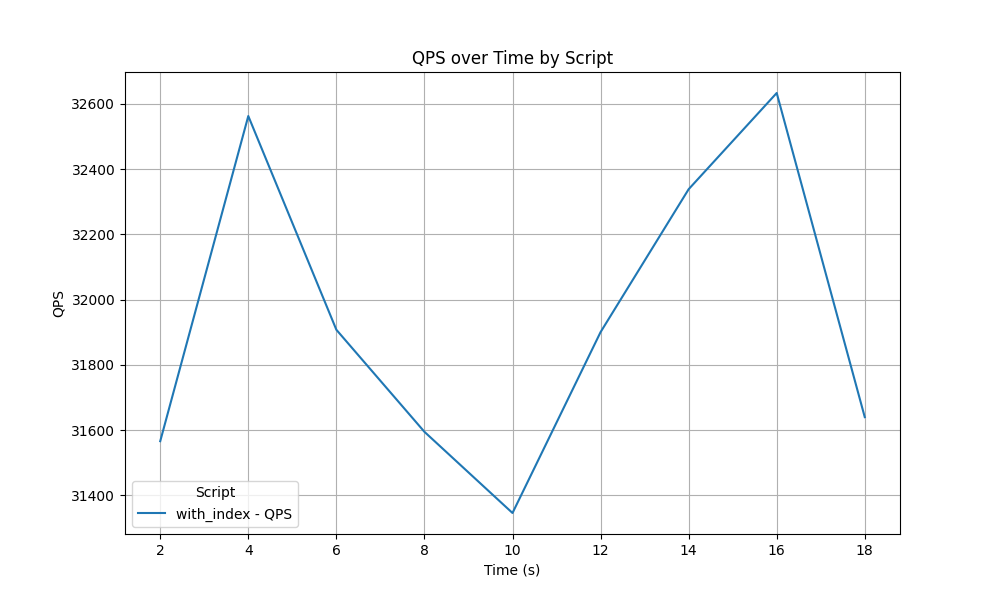 QPS over Time by Script
QPS
32600
32400
32200
32000
31800
31600
31400
Script
with_index - QPS
2 4 6 8 10 12 14 16 18
Time (s)